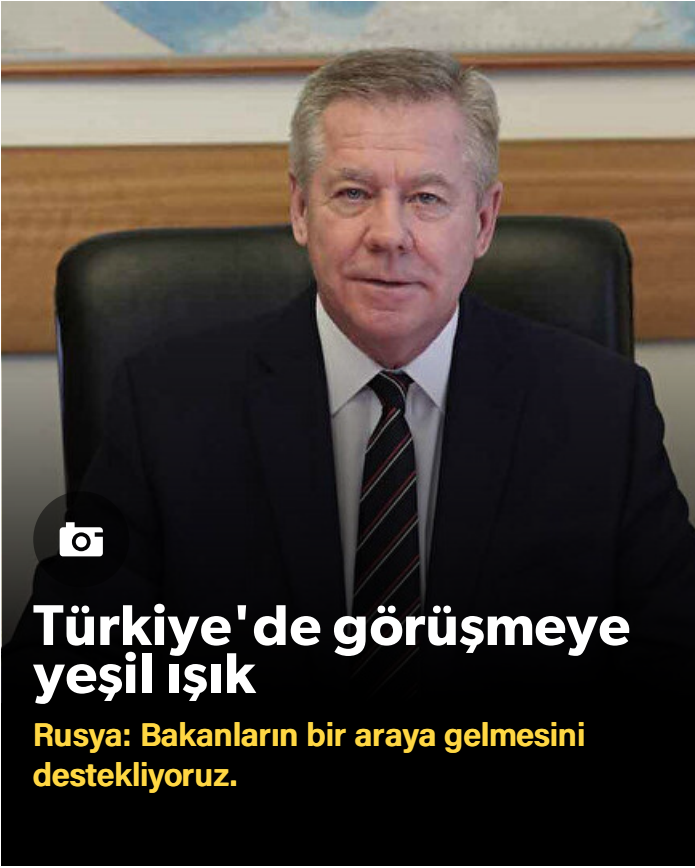 Türkiye'de görüşmeye
yeşil ışık
Rusya: Bakanların bir araya gelmesini
destekliyoruz.